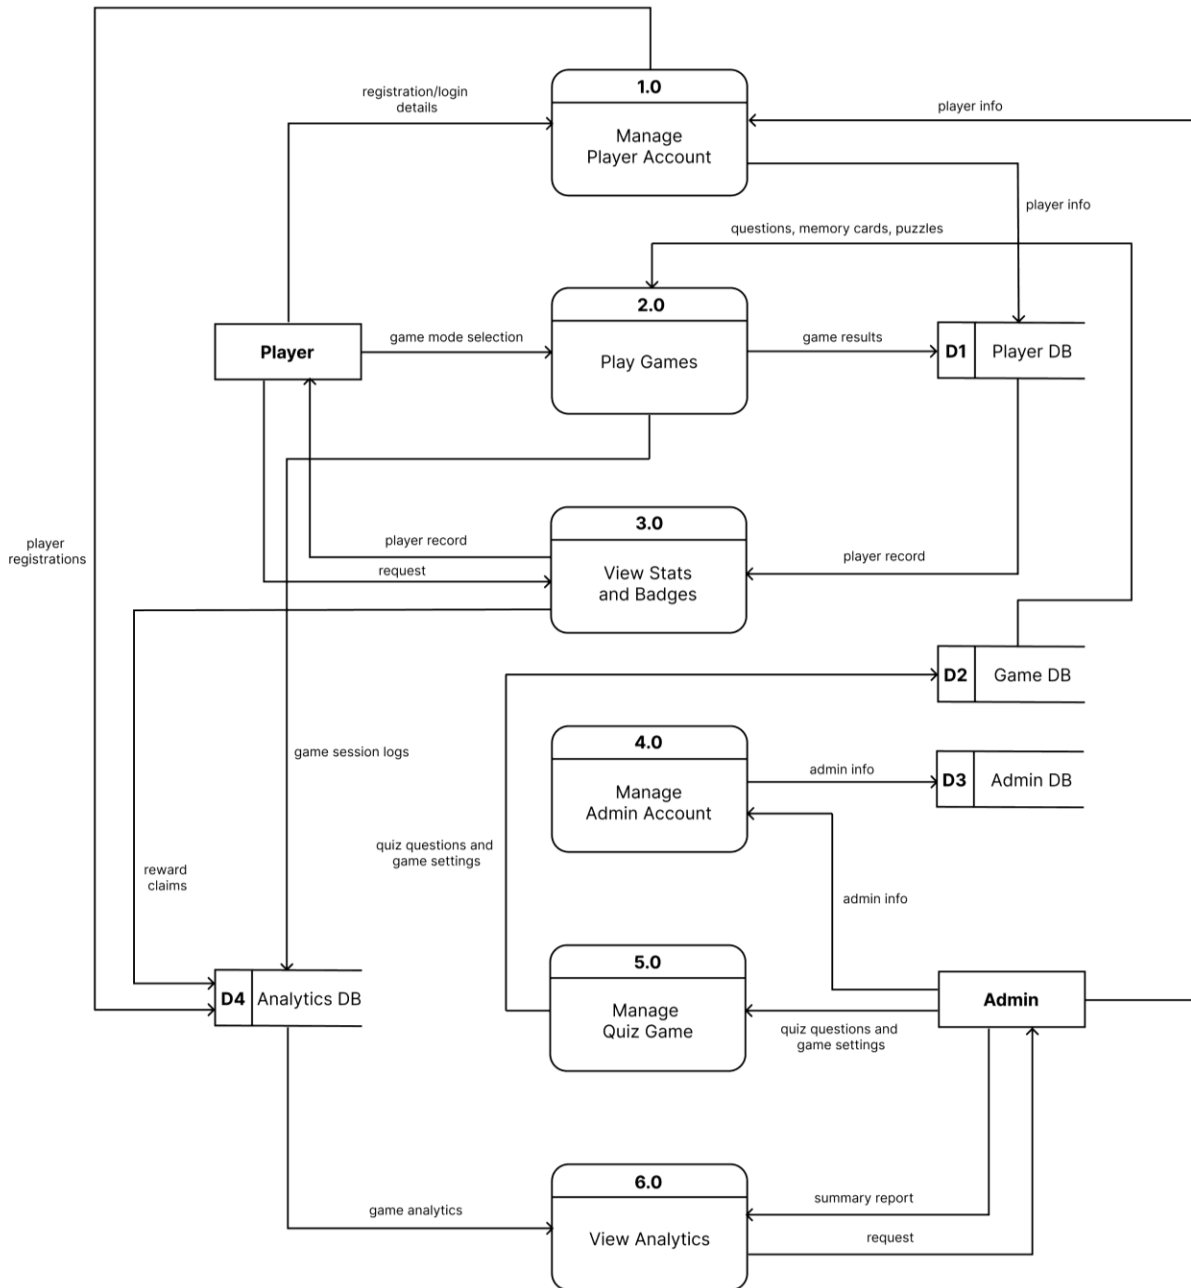 1.0
registration/login
details
player info
Manage
Player Account
player info
questions, memory cards, puzzles
2.0
Player
game mode selection
Play Games
game results
D1
Player DB
3.0
player
registrations
player record
request
View Stats
and Badges
player record
D2
Game DB
game session logs
4.0
Manage
Admin Account
admin info
D3
Admin DB
quiz questions and
game settings
reward
claims
admin info
5.0
D4
Analytics DB
Manage
Quiz Game
Admin
quiz questions and
game settings
6.0
game analytics
View Analytics
summary report
request